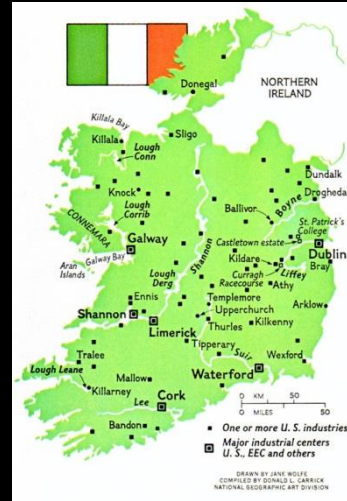 Donegal
NORTHERN
IRELAND
Killala Bay
Killala
Sligo
Lough
Conn
Knock
Dundalk
Drogheda
Boyne
Ballivor
Lough
Corrib
CONNEMARA
St. Patrick's
College
Castletown estate
Galway
Galway Bay
Aran
Islands
Shannon
Dublin
Kildare
Liffey
Bray
Curragh
Racecourse
Athy
Lough
Derg
Ennis
Templemore
Arklow
Shannon
Upperchurch
Limerick
Thurles
Kilkenny
Tipperary
Tralee
Suir
Wexford
Lough Leane
Mallow
Waterford
Killarney
Lee
Cork
0 KM 50
0 MILES 50
Bandon
One or more U. S. industries
Major industrial centers
U. S., EEC and others
DRAWN BY JANE WOLFE
COMPILED BY DONALD L. CARRICK
NATIONAL GEOGRAPHIC ART DIVISION